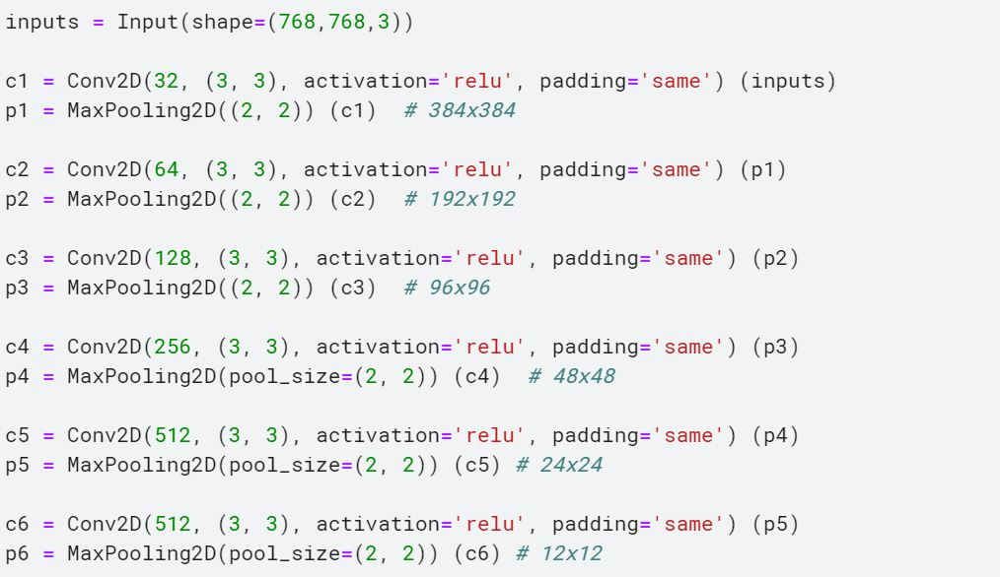 inputs = Input(shape=(768,768,3))
c1 = Conv2D(32, (3, 3), activation='relu', padding='same') (inputs)
p1 = MaxPooling2D((2, 2)) (c1)  # 384x384
c2 = Conv2D(64, (3, 3), activation='relu', padding='same') (p1)
p2 = MaxPooling2D((2, 2)) (c2)  # 192x192
c3 = Conv2D(128, (3, 3), activation='relu', padding='same') (p2)
p3 = MaxPooling2D((2, 2)) (c3)  # 96x96
c4 = Conv2D(256, (3, 3), activation='relu', padding='same') (p3)
p4 = MaxPooling2D(pool_size=(2, 2)) (c4)  # 48x48
c5 = Conv2D(512, (3, 3), activation='relu', padding='same') (p4)
p5 = MaxPooling2D(pool_size=(2, 2)) (c5) # 24x24
c6 = Conv2D(512, (3, 3), activation='relu', padding='same') (p5)
p6 = MaxPooling2D(pool_size=(2, 2)) (c6) # 12x12